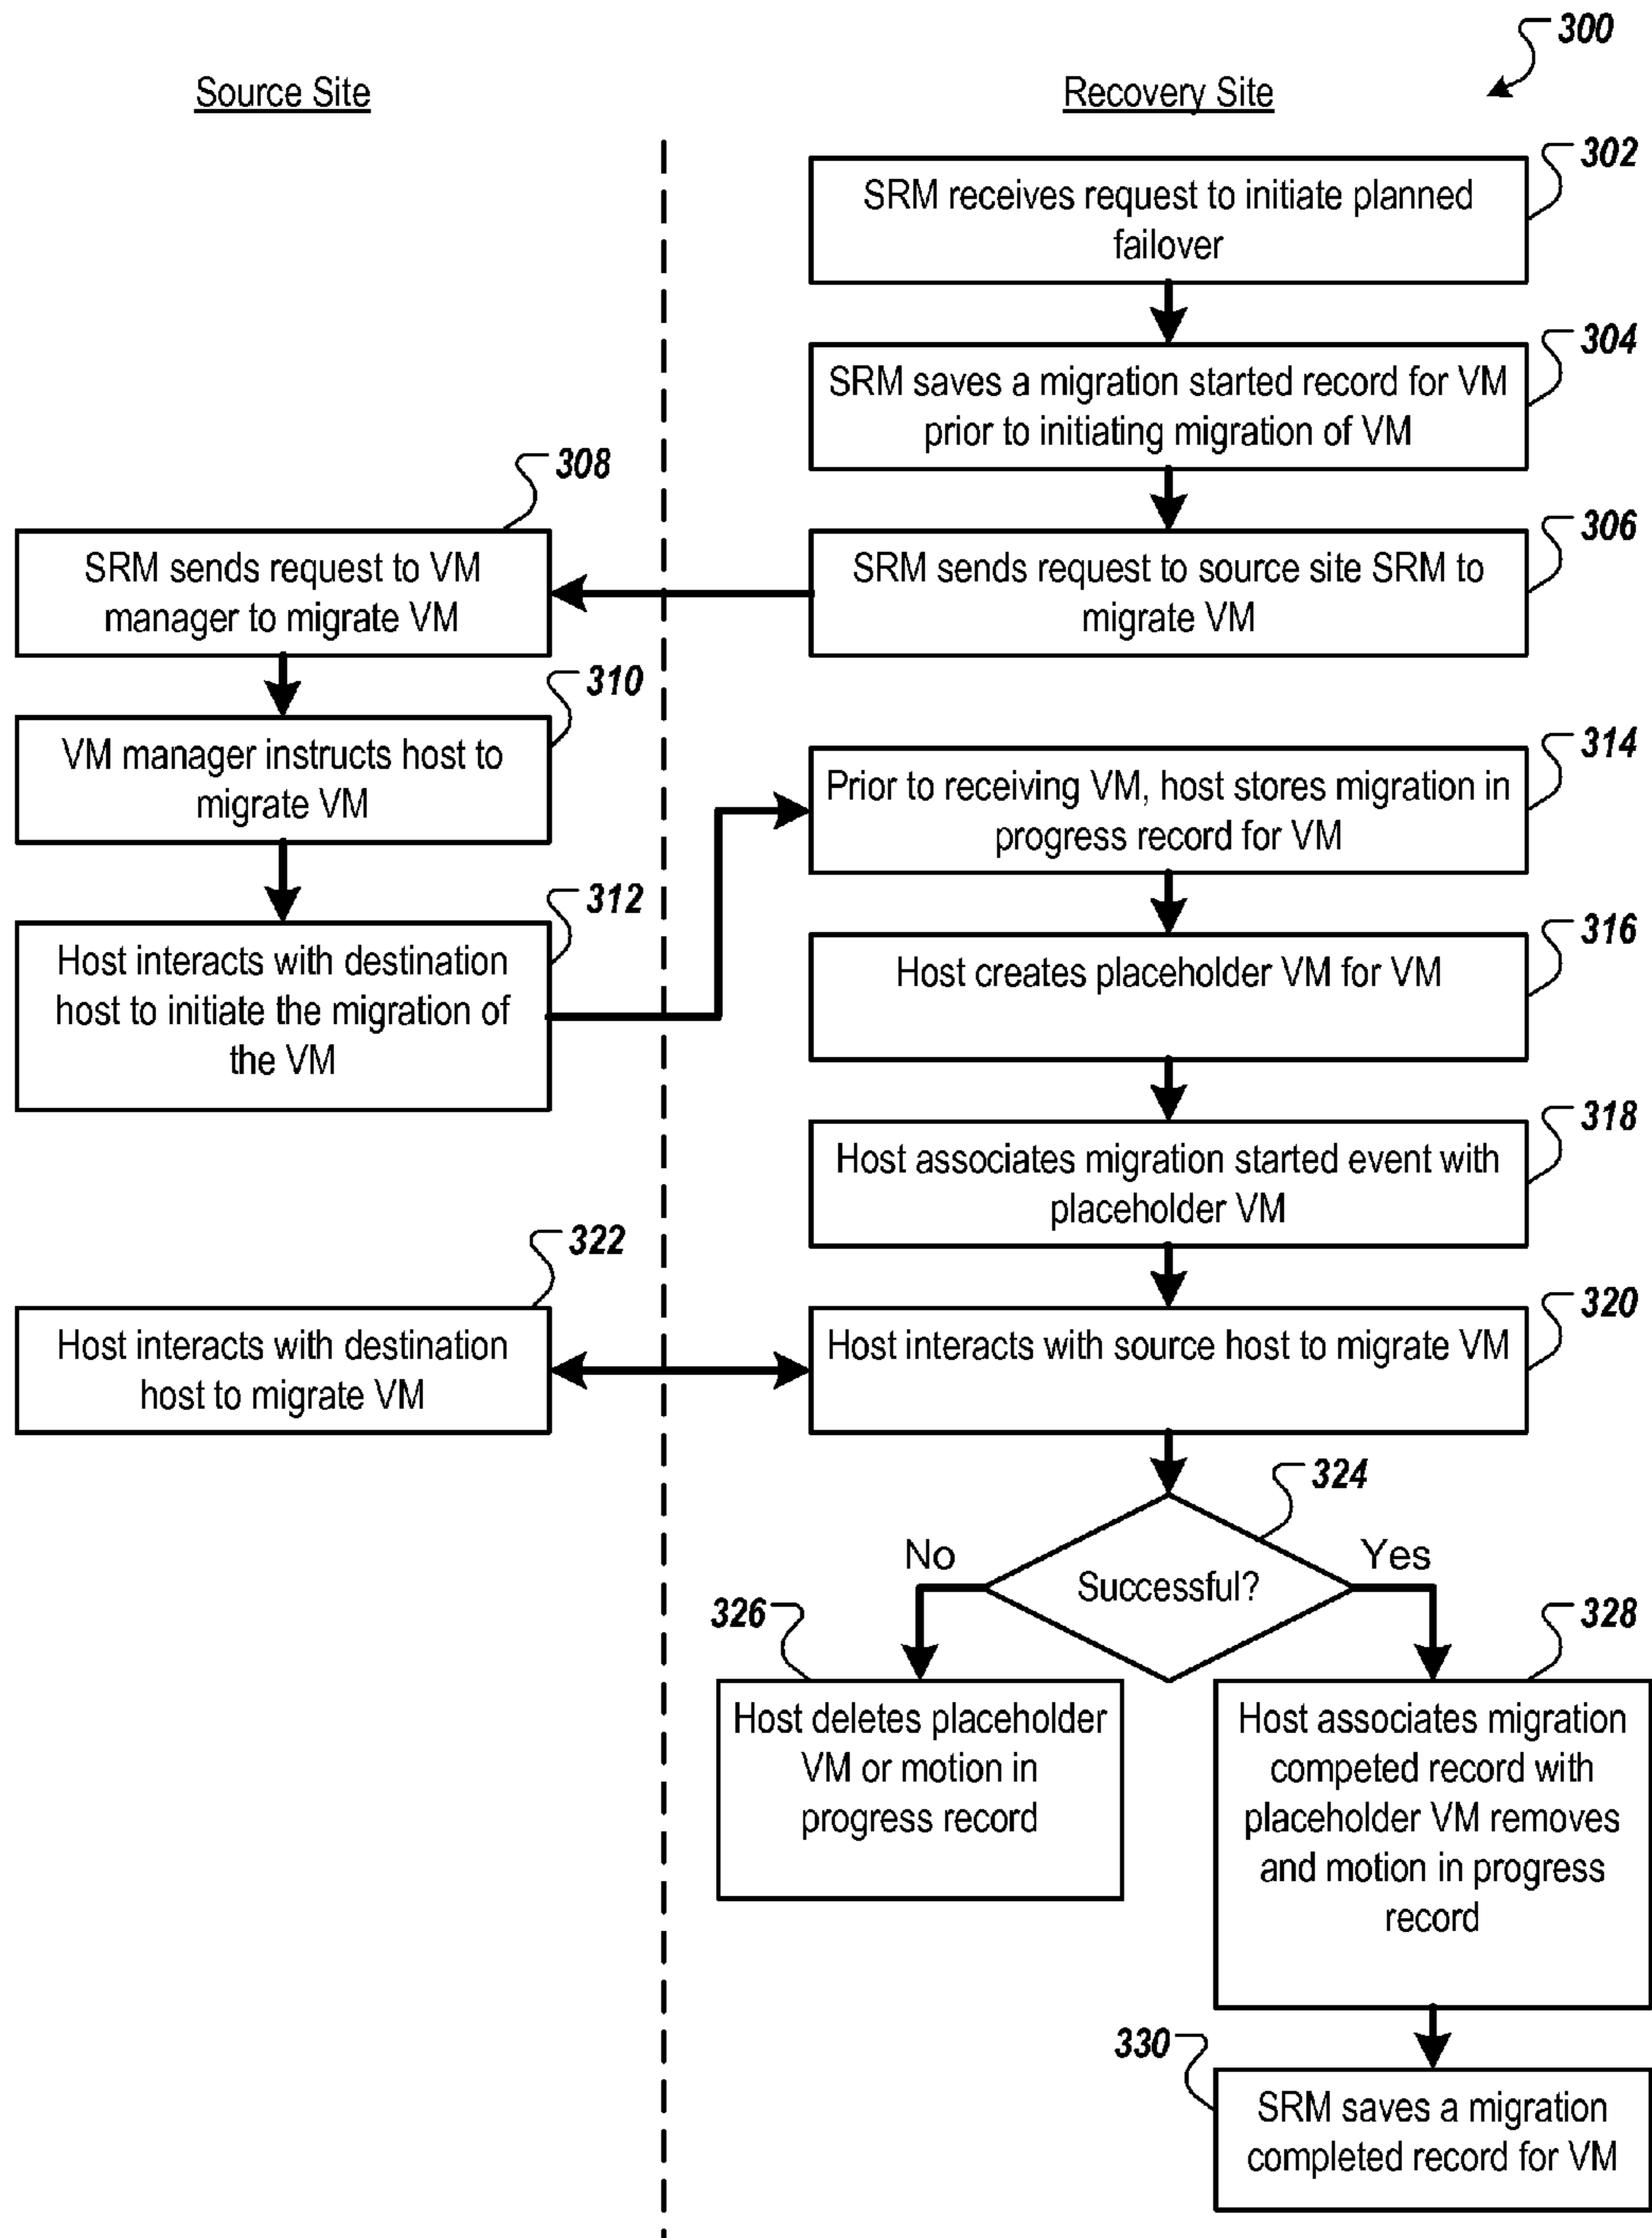 300
Source Site
Recovery Site
302
SRM receives request to initiate planned
failover
304
SRM saves a migration started record for VM
prior to initiating migration of VM
306
SRM sends request to source site SRM to
migrate VM
308
SRM sends request to VM
manager to migrate VM
310
VM manager instructs host to
migrate VM
312
Host interacts with destination
host to initiate the migration of
the VM
314
Prior to receiving VM, host stores migration in
progress record for VM
316
Host creates placeholder VM for VM
318
Host associates migration started event with
placeholder VM
320
Host interacts with source host to migrate VM
322
Host interacts with destination
host to migrate VM
324
Successful?
No
Yes
326
Host deletes placeholder
VM or motion in
progress record
328
Host associates migration
competed record with
placeholder VM removes
and motion in progress
record
330
SRM saves a migration
completed record for VM